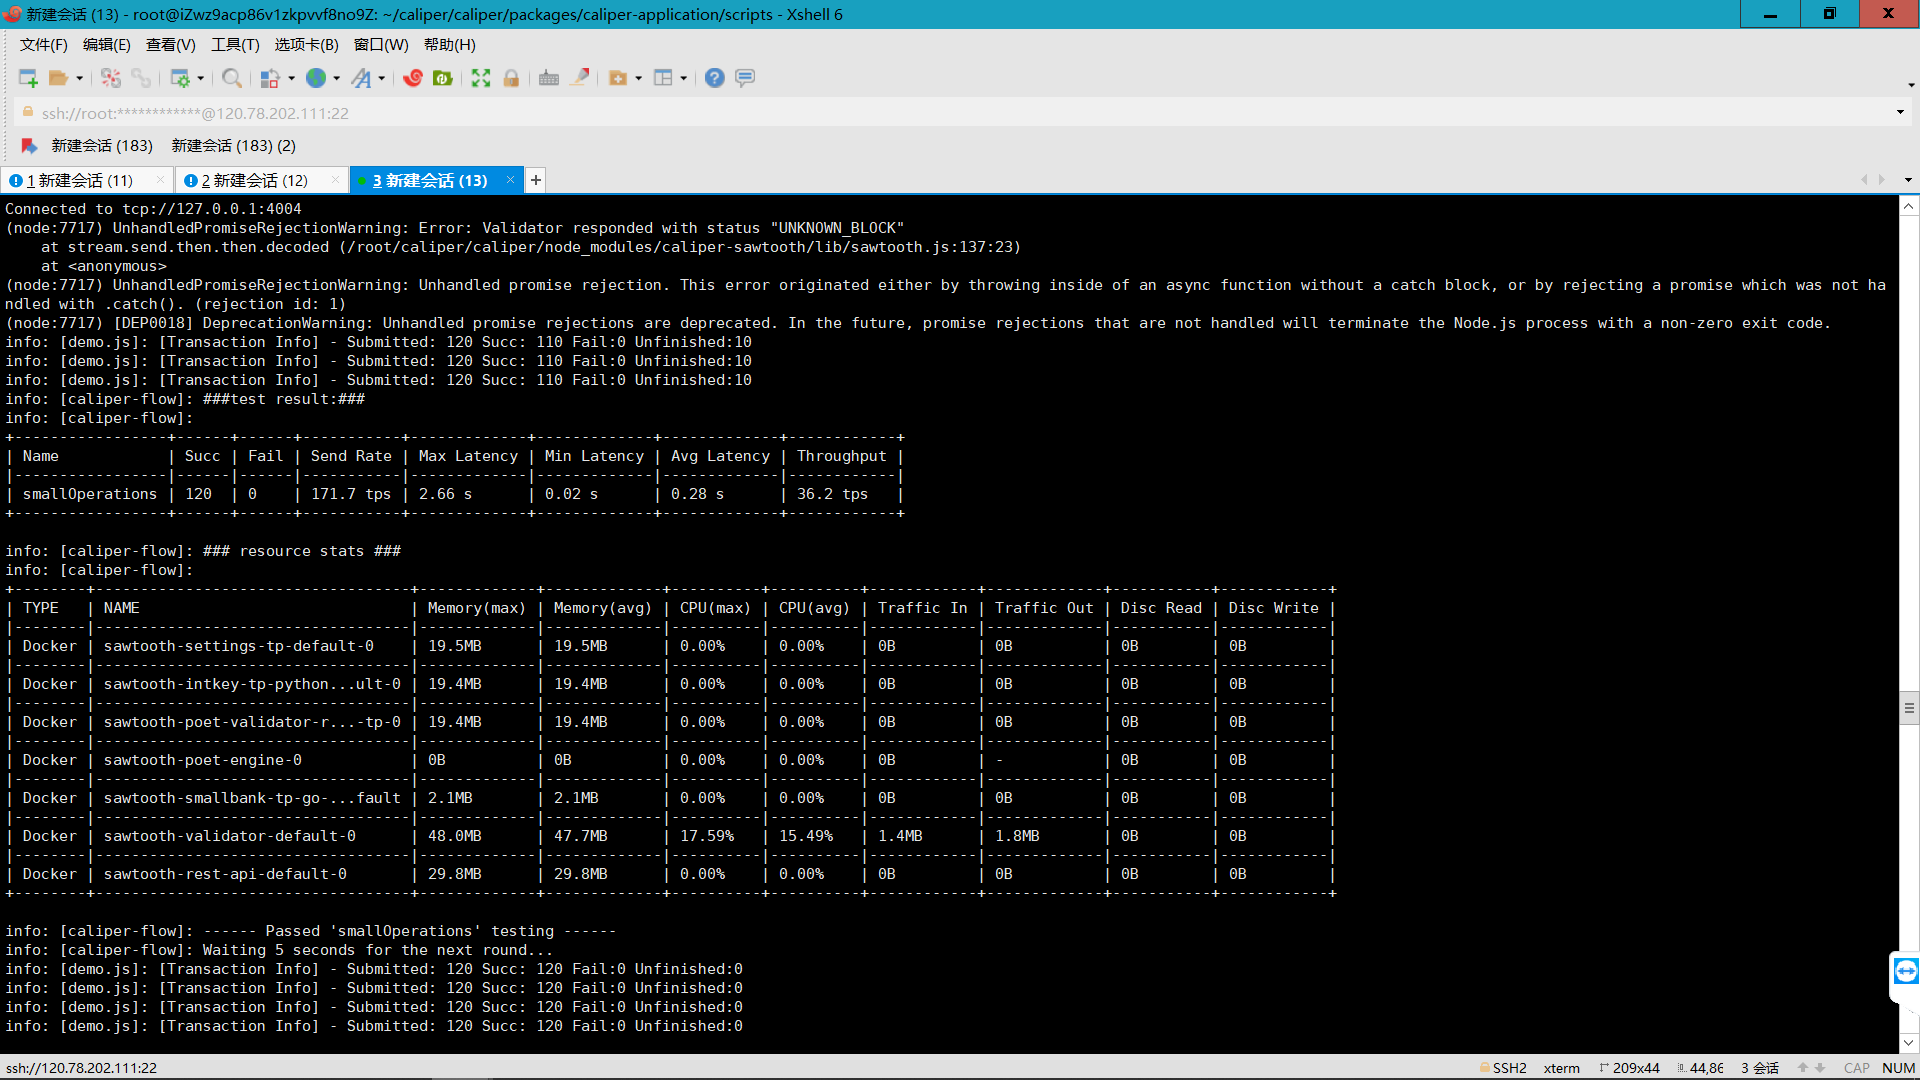 新建会话 (13) - root@iZwz9acp86v1zkpvvf8no9Z: ~/caliper/caliper/packages/caliper-application/scripts - Xshell 6
文件(F) 编辑(E) 查看(V) 工具(T) 选项卡(B) 窗口(W) 帮助(H)
ssh://root:************@120.78.202.111:22
新建会话 (183) 新建会话 (183) (2)
1 新建会话 (11) 2 新建会话 (12) 3 新建会话 (13)
Connected to tcp://127.0.0.1:4004
(node:7717) UnhandledPromiseRejectionWarning: Error: Validator responded with status "UNKNOWN_BLOCK"
    at stream.send.then.then.decoded (/root/caliper/caliper/node_modules/caliper-sawtooth/lib/sawtooth.js:137:23)
    at <anonymous>
(node:7717) UnhandledPromiseRejectionWarning: Unhandled promise rejection. This error originated either by throwing inside of an async function without a catch block, or by rejecting a promise which was not ha
ndled with .catch(). (rejection id: 1)
(node:7717) [DEP0018] DeprecationWarning: Unhandled promise rejections are deprecated. In the future, promise rejections that are not handled will terminate the Node.js process with a non-zero exit code.
info: [demo.js]: [Transaction Info] - Submitted: 120 Succ: 110 Fail:0 Unfinished:10
info: [demo.js]: [Transaction Info] - Submitted: 120 Succ: 110 Fail:0 Unfinished:10
info: [demo.js]: [Transaction Info] - Submitted: 120 Succ: 110 Fail:0 Unfinished:10
info: [caliper-flow]: ###test result:###
info: [caliper-flow]:
| Name | Succ | Fail | Send Rate | Max Latency | Min Latency | Avg Latency | Throughput |
| smallOperations | 120 | 0 | 171.7 tps | 2.66 s | 0.02 s | 0.28 s | 36.2 tps |
info: [caliper-flow]: ### resource stats ###
info: [caliper-flow]:
| TYPE | NAME | Memory(max) | Memory(avg) | CPU(max) | CPU(avg) | Traffic In | Traffic Out | Disc Read | Disc Write |
| Docker | sawtooth-settings-tp-default-0 | 19.5MB | 19.5MB | 0.00% | 0.00% | 0B | 0B | 0B | 0B |
| Docker | sawtooth-intkey-tp-python...ult-0 | 19.4MB | 19.4MB | 0.00% | 0.00% | 0B | 0B | 0B | 0B |
| Docker | sawtooth-poet-validator-r...-tp-0 | 19.4MB | 19.4MB | 0.00% | 0.00% | 0B | 0B | 0B | 0B |
| Docker | sawtooth-poet-engine-0 | 0B | 0B | 0.00% | 0.00% | 0B | - | 0B | 0B |
| Docker | sawtooth-smallbank-tp-go-...fault | 2.1MB | 2.1MB | 0.00% | 0.00% | 0B | 0B | 0B | 0B |
| Docker | sawtooth-validator-default-0 | 48.0MB | 47.7MB | 17.59% | 15.49% | 1.4MB | 1.8MB | 0B | 0B |
| Docker | sawtooth-rest-api-default-0 | 29.8MB | 29.8MB | 0.00% | 0.00% | 0B | 0B | 0B | 0B |
info: [caliper-flow]: ------ Passed 'smallOperations' testing ------
info: [caliper-flow]: Waiting 5 seconds for the next round...
info: [demo.js]: [Transaction Info] - Submitted: 120 Succ: 120 Fail:0 Unfinished:0
info: [demo.js]: [Transaction Info] - Submitted: 120 Succ: 120 Fail:0 Unfinished:0
info: [demo.js]: [Transaction Info] - Submitted: 120 Succ: 120 Fail:0 Unfinished:0
info: [demo.js]: [Transaction Info] - Submitted: 120 Succ: 120 Fail:0 Unfinished:0
ssh://120.78.202.111:22 SSH2 xterm 209x44 44,86 3 会话 CAP NUM